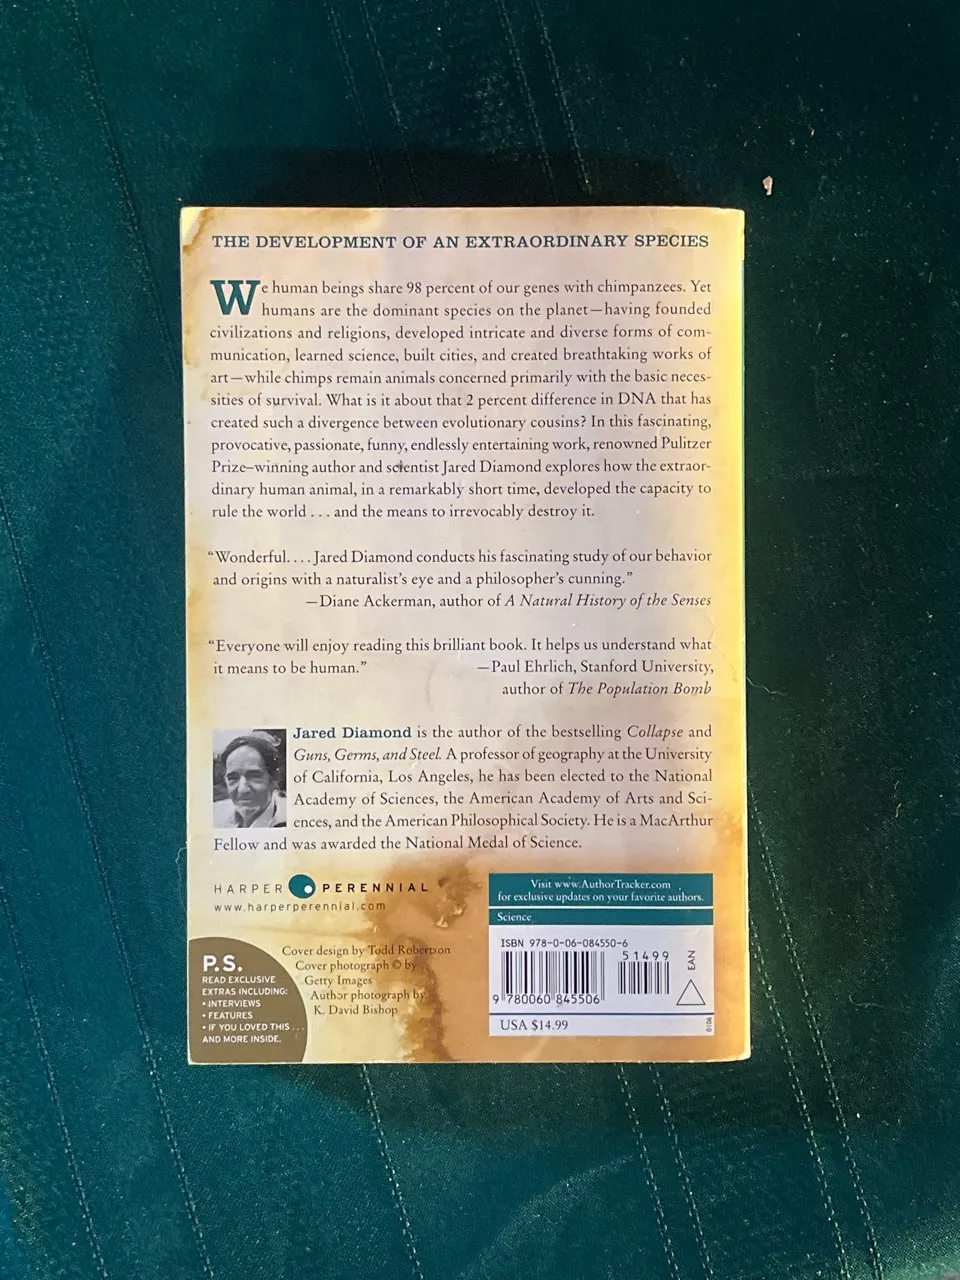 THE DEVELOPMENT OF AN EXTRAORDINARY SPECIES
We human beings share 98 percent of our genes with chimpanzees. Yet
humans are the dominant species on the planet—having founded
civilizations and religions, developed intricate and diverse forms of com-
munication, learned science, built cities, and created breathtaking works of
art—while chimps remain animals concerned primarily with the basic neces-
sities of survival. What is it about that 2 percent difference in DNA that has
created such a divergence between evolutionary cousins? In this fascinating,
provocative, passionate, funny, endlessly entertaining work, renowned Pulitzer
Prize–winning author and scientist Jared Diamond explores how the extraor-
dinary human animal, in a remarkably short time, developed the capacity to
rule the world . . . and the means to irrevocably destroy it.
“Wonderful. . . . Jared Diamond conducts his fascinating study of our behavior
and origins with a naturalist’s eye and a philosopher’s cunning.”
—Diane Ackerman, author of A Natural History of the Senses
“Everyone will enjoy reading this brilliant book. It helps us understand what
it means to be human.” —Paul Ehrlich, Stanford University,
author of The Population Bomb
Jared Diamond is the author of the bestselling Collapse and
Guns, Germs, and Steel. A professor of geography at the University
of California, Los Angeles, he has been elected to the National
Academy of Sciences, the American Academy of Arts and Sci-
ences, and the American Philosophical Society. He is a MacArthur
Fellow and was awarded the National Medal of Science.
HARPER PERENNIAL
www.harperperennial.com
Visit www.AuthorTracker.com
for exclusive updates on your favorite authors.
Science
ISBN 978-0-06-084550-6
51499
EAN
9 780060 845506
USA $14.99
0106
Cover design by Todd Robertson
Cover photograph © by
Getty Images
Author photograph by
K. David Bishop
P.S.
READ EXCLUSIVE
EXTRAS INCLUDING:
• INTERVIEWS
• FEATURES
• IF YOU LOVED THIS . . .
AND MORE INSIDE.